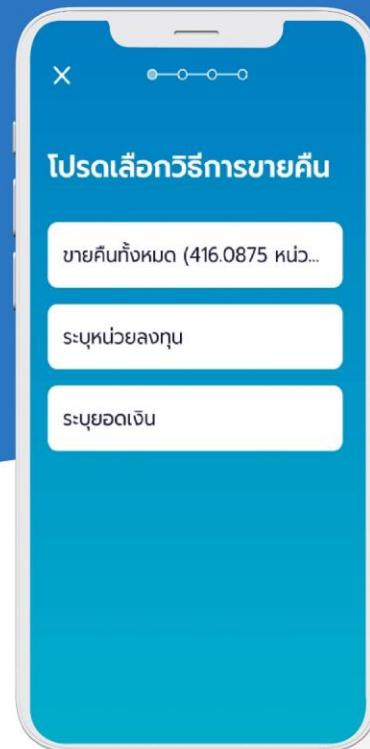 โปรดเลือกวิธีการขายคืน
ขายคืนทั้งหมด (416.0875 หน่ว...
ระบุหน่วยลงทุน
ระบุยอดเงิน